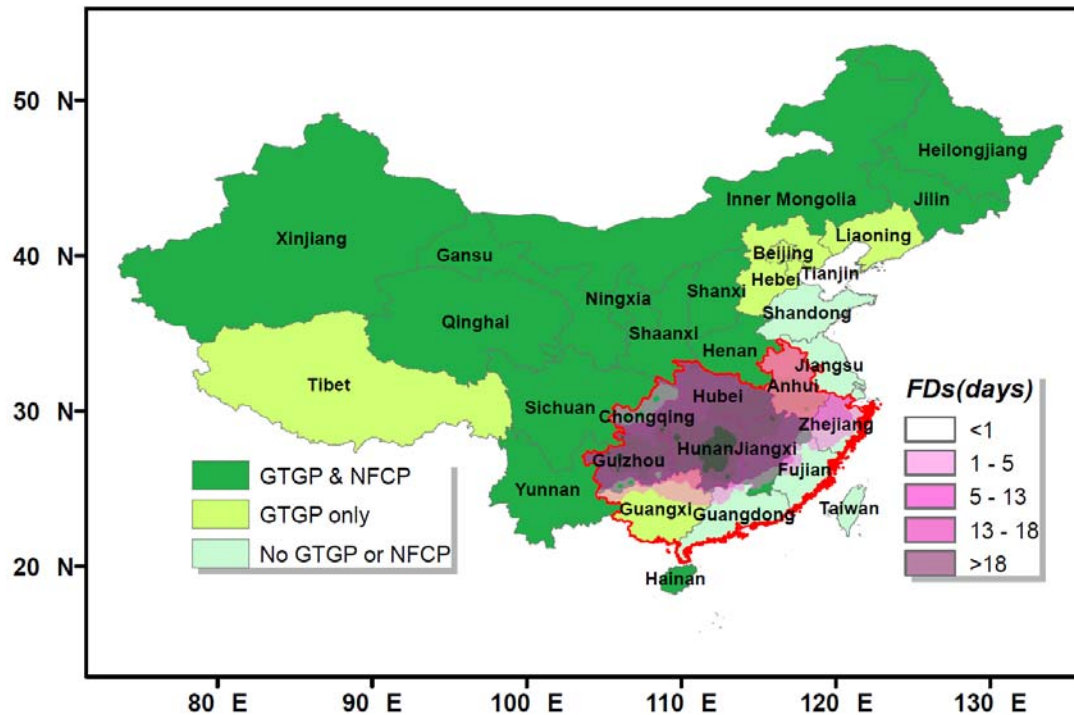 50 N
40 N
30 N
20 N
80 E
90 E
100 E
110 E
120 E
130 E
Heilongjiang
Inner Mongolia
Jilin
Xinjiang
Liaoning
Gansu
Beijing
Tianjin
Hebei
Ningxia
Shanxi
Shandong
Qinghai
Shaanxi
Henan
Jiangsu
Tibet
Anhui
Sichuan
Hubei
Chongqing
Zhejiang
Guizhou
Hunan
Jiangxi
Fujian
Yunnan
Guangxi
Guangdong
Taiwan
Hainan
GTGP & NFCP
GTGP only
No GTGP or NFCP
FDs(days)
<1
1 - 5
5 - 13
13 - 18
>18